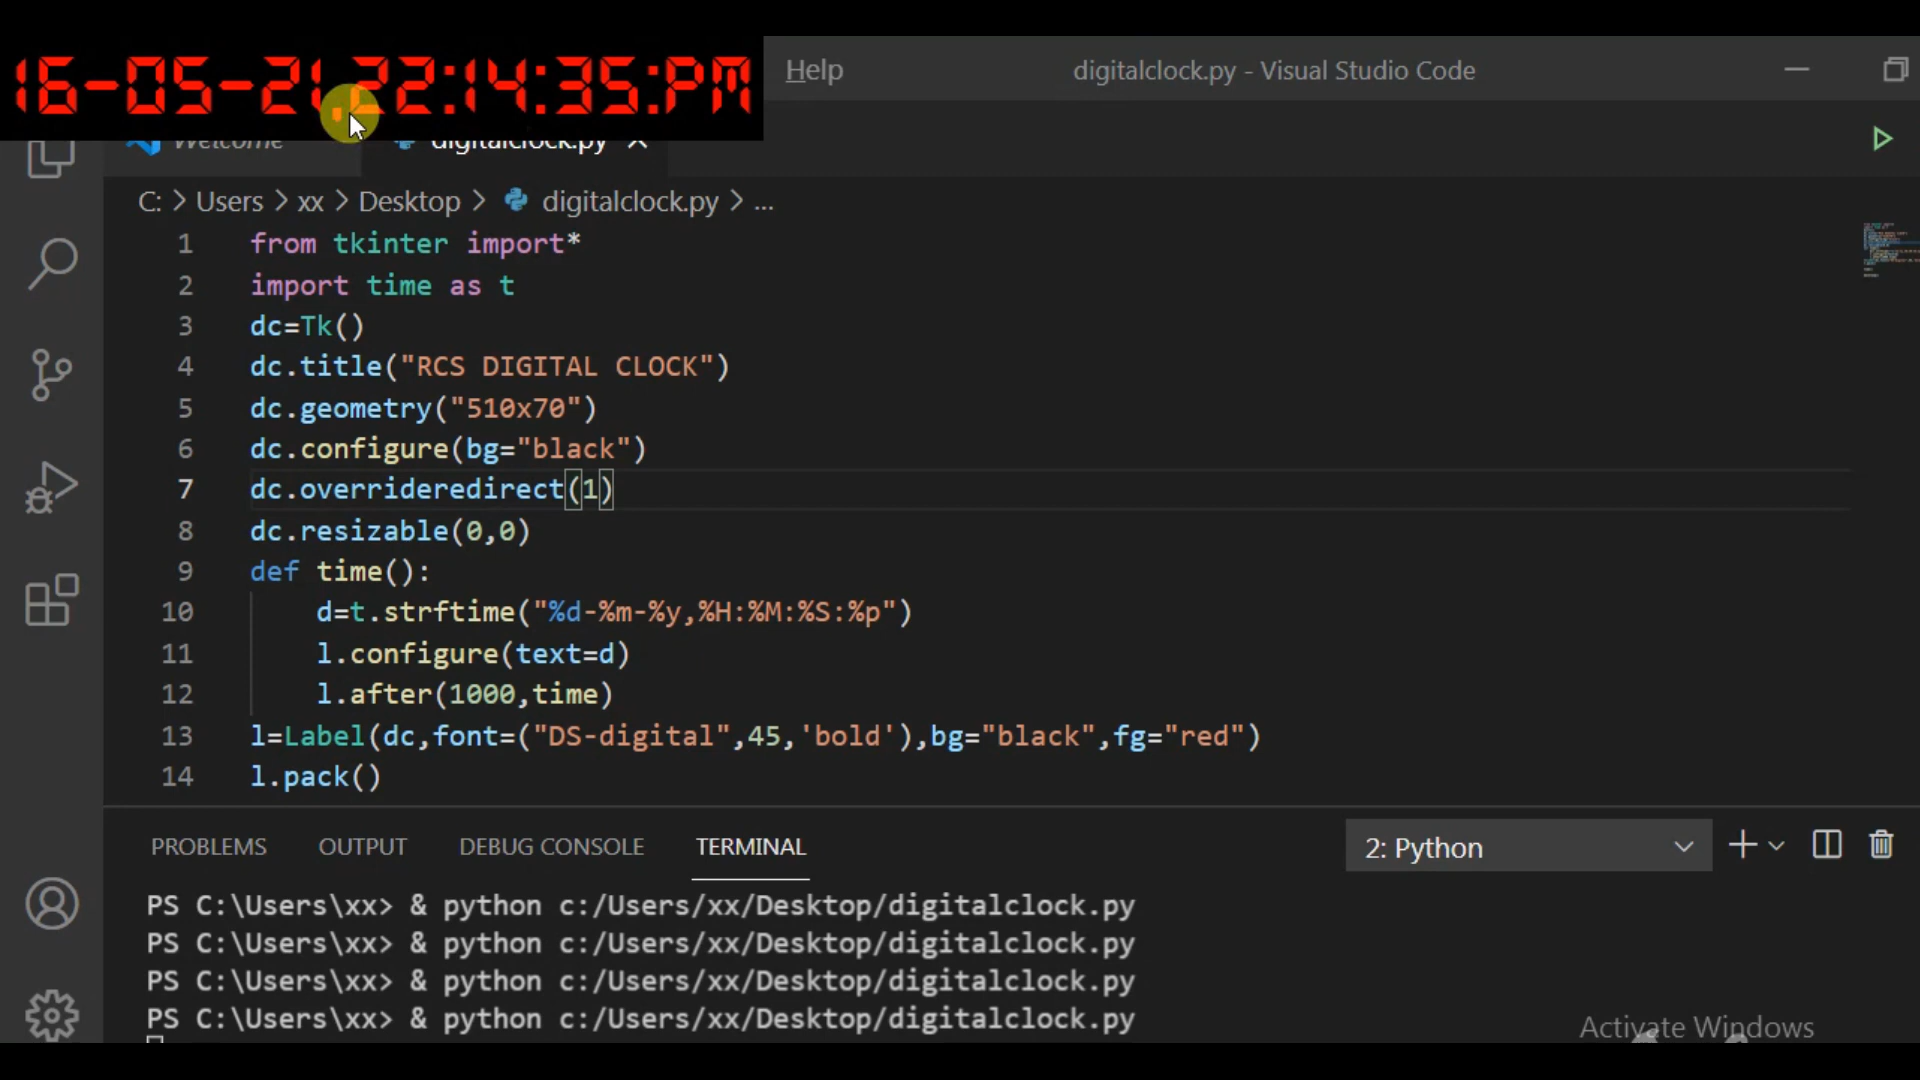 16-05-21,22:14:35:PM
Help
digitalclock.py - Visual Studio Code
Welcome
digitalclock.py
C: > Users > xx > Desktop > digitalclock.py > ...
1 from tkinter import*
2 import time as t
3 dc=Tk()
4 dc.title("RCS DIGITAL CLOCK")
5 dc.geometry("510x70")
6 dc.configure(bg="black")
7 dc.overrideredirect(1)
8 dc.resizable(0,0)
9 def time():
10 d=t.strftime("%d-%m-%y,%H:%M:%S:%p")
11 l.configure(text=d)
12 l.after(1000,time)
13 l=Label(dc,font=("DS-digital",45,'bold'),bg="black",fg="red")
14 l.pack()
PROBLEMS OUTPUT DEBUG CONSOLE TERMINAL
2: Python
PS C:\Users\xx> & python c:/Users/xx/Desktop/digitalclock.py
PS C:\Users\xx> & python c:/Users/xx/Desktop/digitalclock.py
PS C:\Users\xx> & python c:/Users/xx/Desktop/digitalclock.py
PS C:\Users\xx> & python c:/Users/xx/Desktop/digitalclock.py
Activate Windows